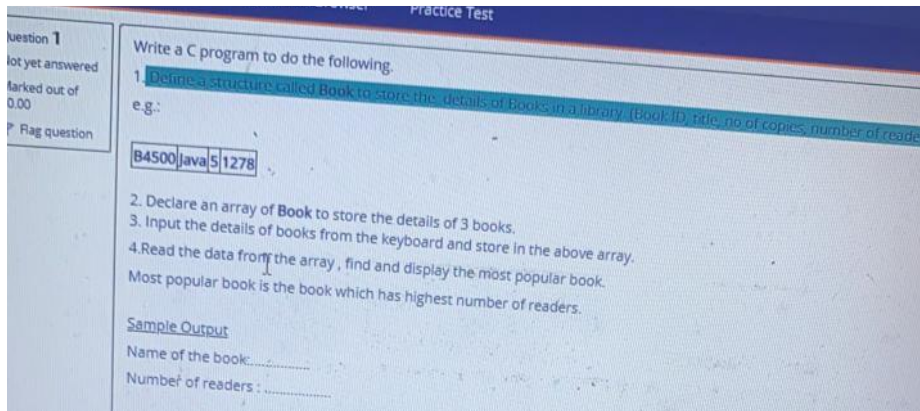 Practice Test
Question 1
Not yet answered
Marked out of
0.00
Flag question
Write a C program to do the following.
1. Define a structure called Book to store the details of Books in a library. (Book ID, title, no of copies, number of reade
e.g.:
B4500 Java 5 1278
2. Declare an array of Book to store the details of 3 books.
3. Input the details of books from the keyboard and store in the above array.
4.Read the data from the array , find and display the most popular book.
Most popular book is the book which has highest number of readers.
Sample Output
Name of the book:................
Number of readers : ..................